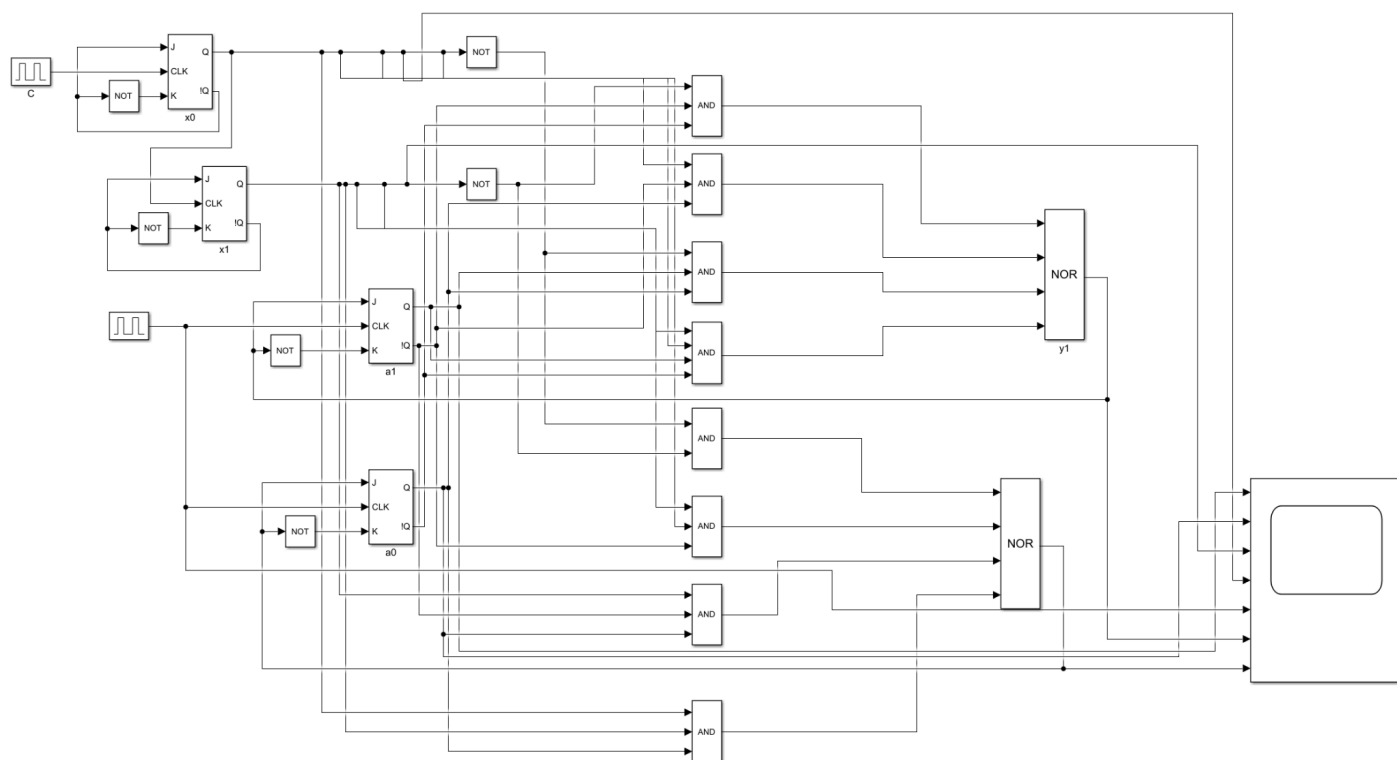 J
Q
NOT
CLK
C
NOT
K
!Q
AND
x0
AND
J
Q
NOT
CLK
NOT
K
!Q
x1
AND
NOR
J
Q
CLK
AND
NOT
K
!Q
y1
a1
AND
J
Q
CLK
AND
NOT
K
!Q
NOR
a0
AND
AND